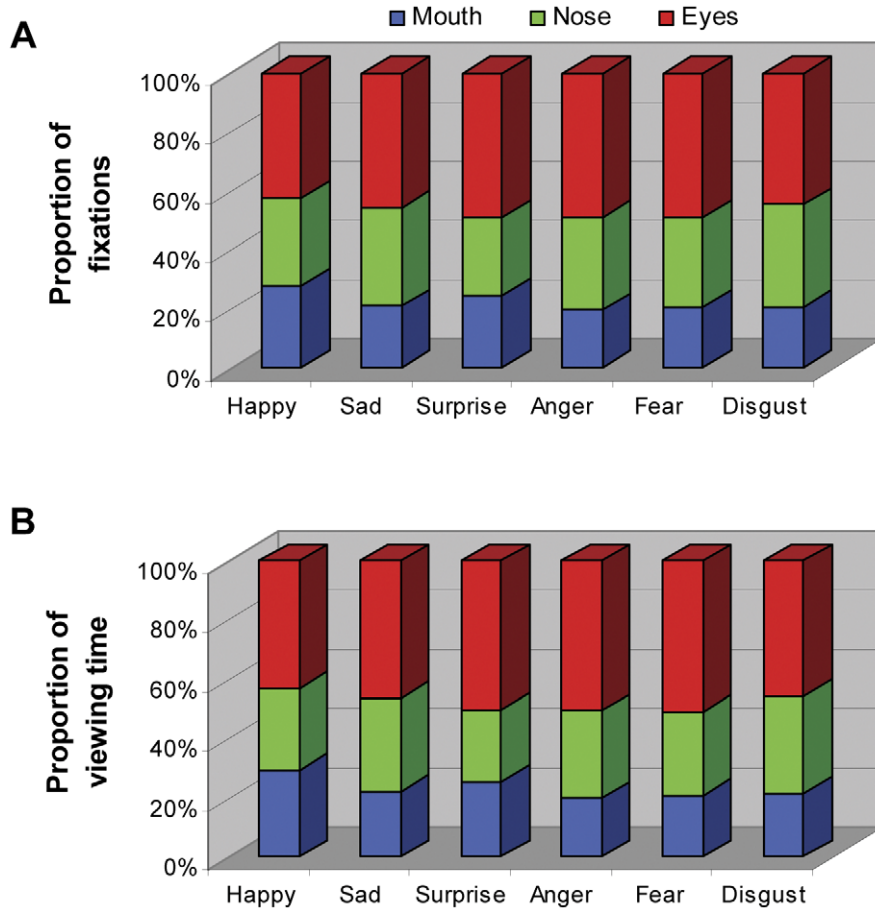 A
Mouth Nose Eyes
Proportion of
fixations
100%
80%
60%
40%
20%
0%
Happy Sad Surprise Anger Fear Disgust
B
Proportion of
viewing time
100%
80%
60%
40%
20%
0%
Happy Sad Surprise Anger Fear Disgust